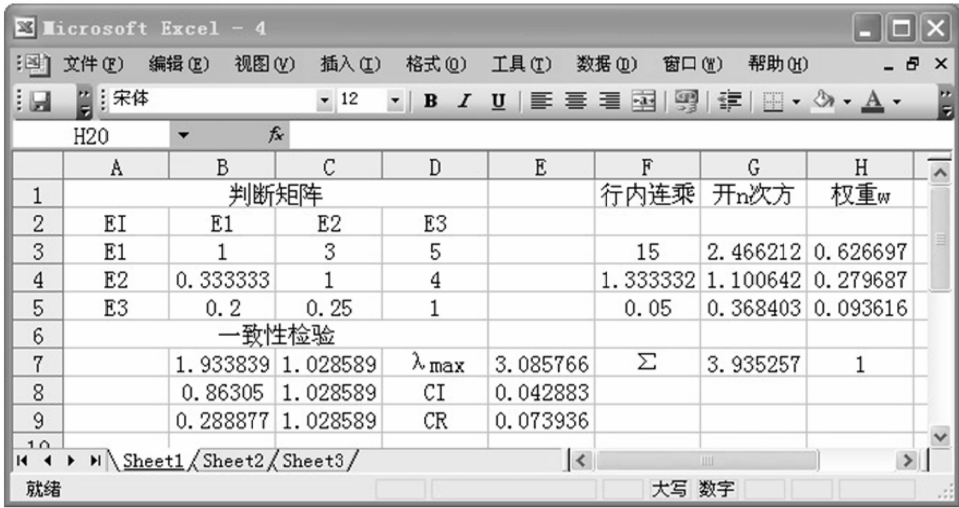 Microsoft Excel - 4
文件(F) 编辑(E) 视图(V) 插入(I) 格式(O) 工具(T) 数据(D) 窗口(W) 帮助(H)
宋体 12 B I U A
H20 fx
A B C D E F G H
1 判断矩阵 行内连乘 开n次方 权重w
2 EI E1 E2 E3
3 E1 1 3 5 15 2.466212 0.626697
4 E2 0.333333 1 4 1.333332 1.100642 0.279687
5 E3 0.2 0.25 1 0.05 0.368403 0.093616
6 一致性检验
7 1.933839 1.028589 λmax 3.085766 Σ 3.935257 1
8 0.86305 1.028589 CI 0.042883
9 0.288877 1.028589 CR 0.073936
10
Sheet1 Sheet2 Sheet3
就绪 大写 数字